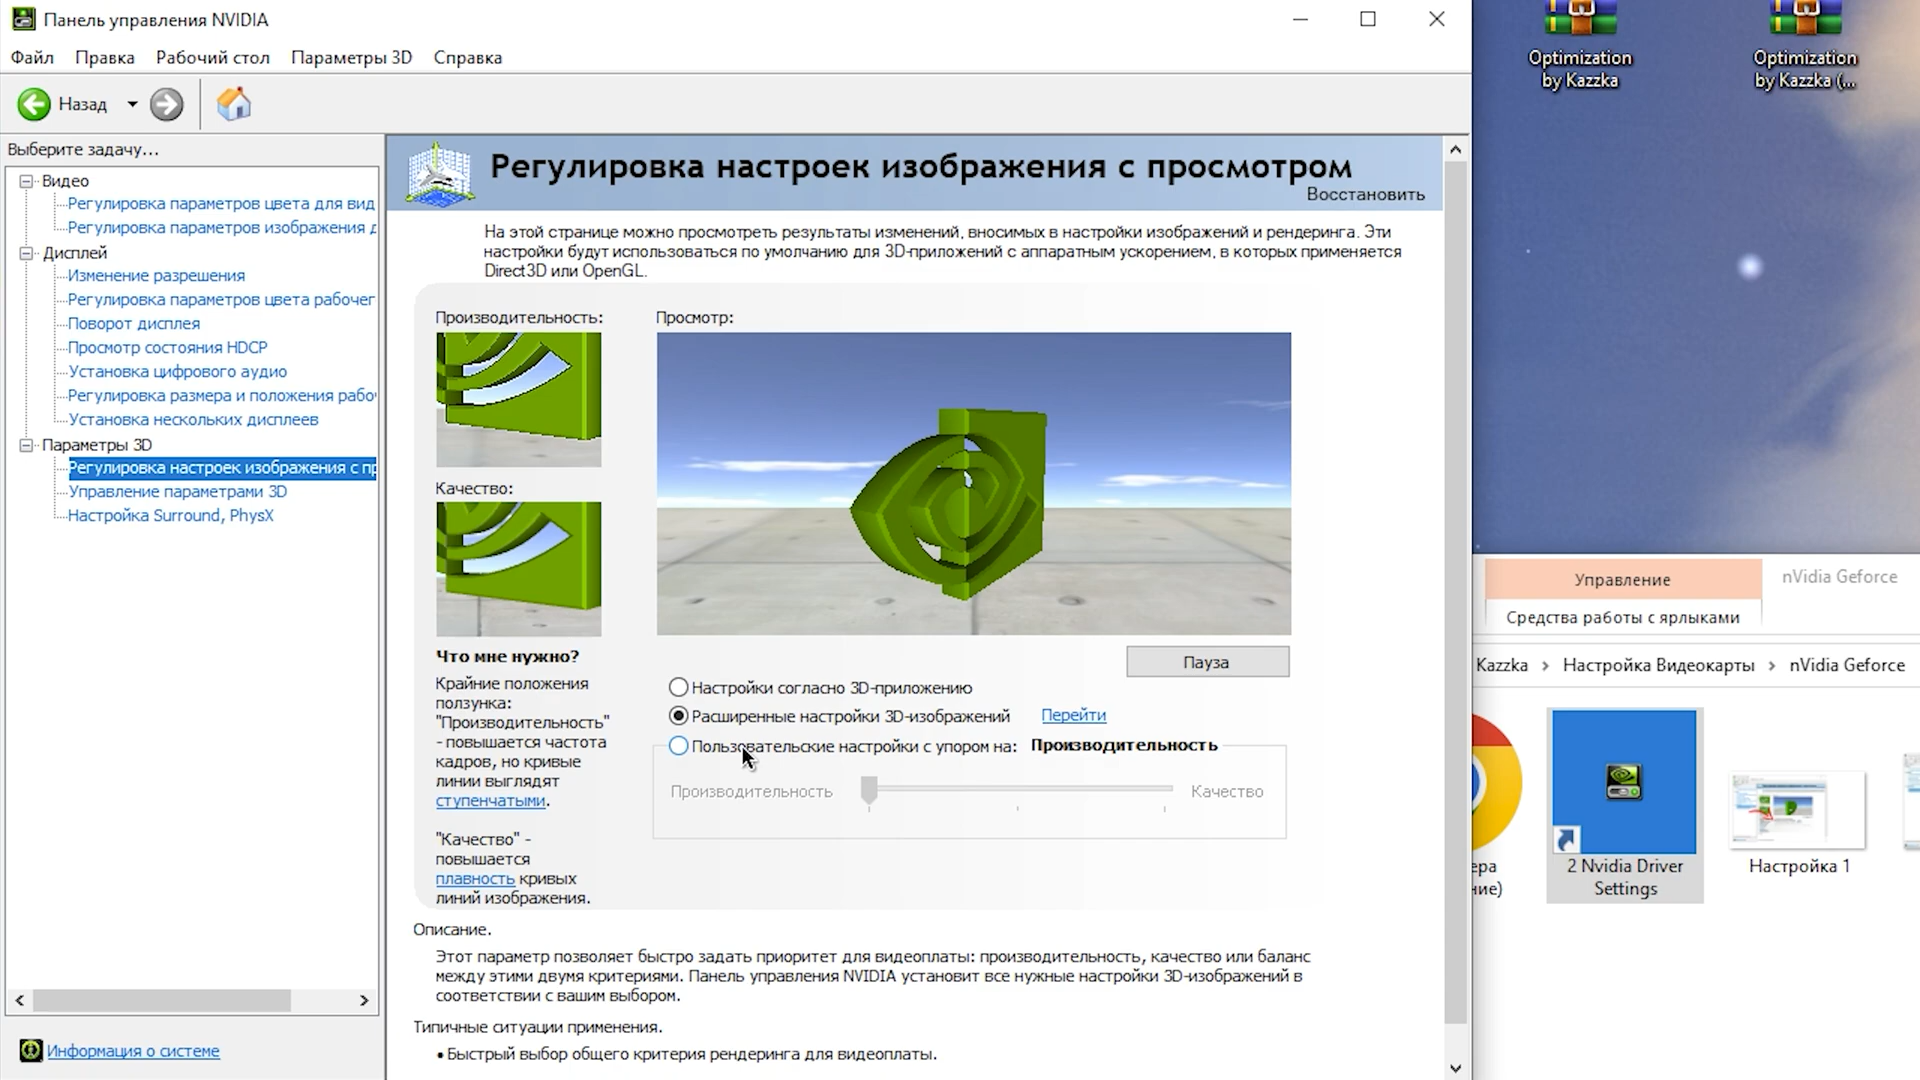 Панель управления NVIDIA
Файл Правка Рабочий стол Параметры 3D Справка
Назад
Выберите задачу...
Видео
Регулировка параметров цвета для вид
Регулировка параметров изображения д
Дисплей
Изменение разрешения
Регулировка параметров цвета рабочег
Поворот дисплея
Просмотр состояния HDCP
Установка цифрового аудио
Регулировка размера и положения рабо
Установка нескольких дисплеев
Параметры 3D
Регулировка настроек изображения с пр
Управление параметрами 3D
Настройка Surround, PhysX
Информация о системе
Регулировка настроек изображения с просмотром
Восстановить
На этой странице можно просмотреть результаты изменений, вносимых в настройки изображений и рендеринга. Эти
настройки будут использоваться по умолчанию для 3D-приложений с аппаратным ускорением, в которых применяется
Direct3D или OpenGL.
Производительность:
Просмотр:
Качество:
Пауза
Что мне нужно?
Крайние положения
ползунка:
"Производительность"
- повышается частота
кадров, но кривые
линии выглядят
ступенчатыми.
"Качество" -
повышается
плавность кривых
линий изображения.
Настройки согласно 3D-приложению
Расширенные настройки 3D-изображений Перейти
Пользовательские настройки с упором на: Производительность
Производительность Качество
Описание.
Этот параметр позволяет быстро задать приоритет для видеоплаты: производительность, качество или баланс
между этими двумя критериями. Панель управления NVIDIA установит все нужные настройки 3D-изображений в
соответствии с вашим выбором.
Типичные ситуации применения.
• Быстрый выбор общего критерия рендеринга для видеоплаты.
Optimization
by Kazzka
Optimization
by Kazzka (...
Управление
nVidia Geforce
Средства работы с ярлыками
Kazzka > Настройка Видеокарты > nVidia Geforce
ера
ние)
2 Nvidia Driver
Settings
Настройка 1